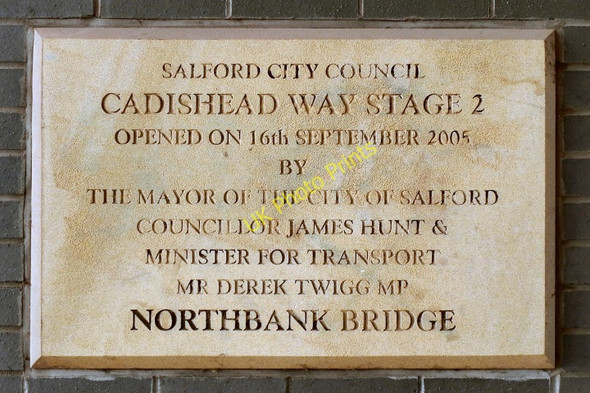 SALFORD CITY COUNCIL
CADISHEAD WAY STAGE 2
OPENED ON 16th SEPTEMBER 2005
BY
THE MAYOR OF THE CITY OF SALFORD
COUNCILLOR JAMES HUNT &
MINISTER FOR TRANSPORT
MR DEREK TWIGG MP
NORTHBANK BRIDGE
UK Photo Prints